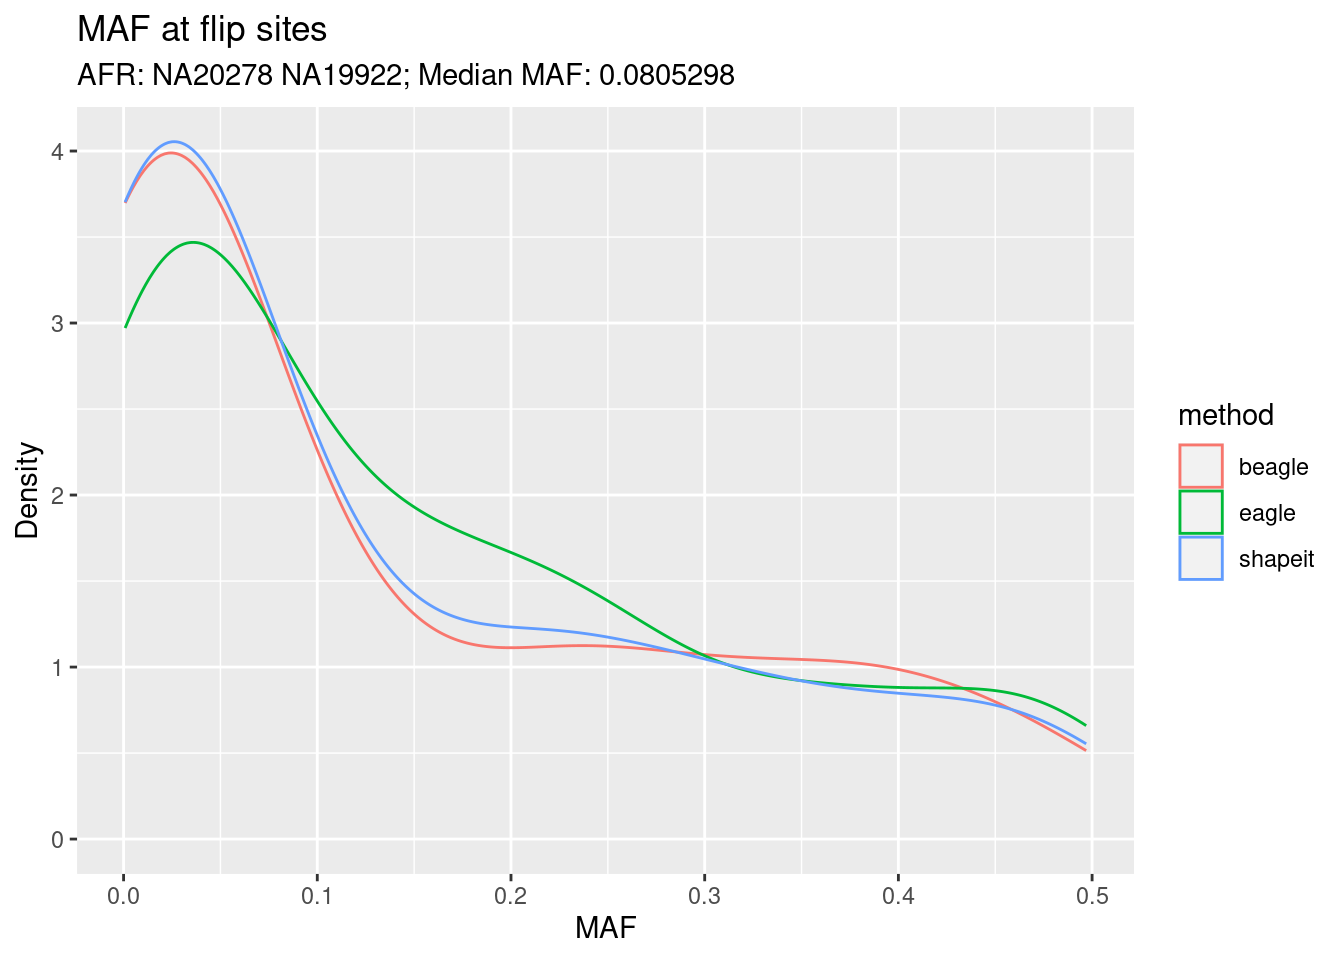 MAF at flip sites
AFR: NA20278 NA19922; Median MAF: 0.0805298
4
3
2
1
0
Density
0.0
0.1
0.2
0.3
0.4
0.5
MAF
method
beagle
eagle
shapeit